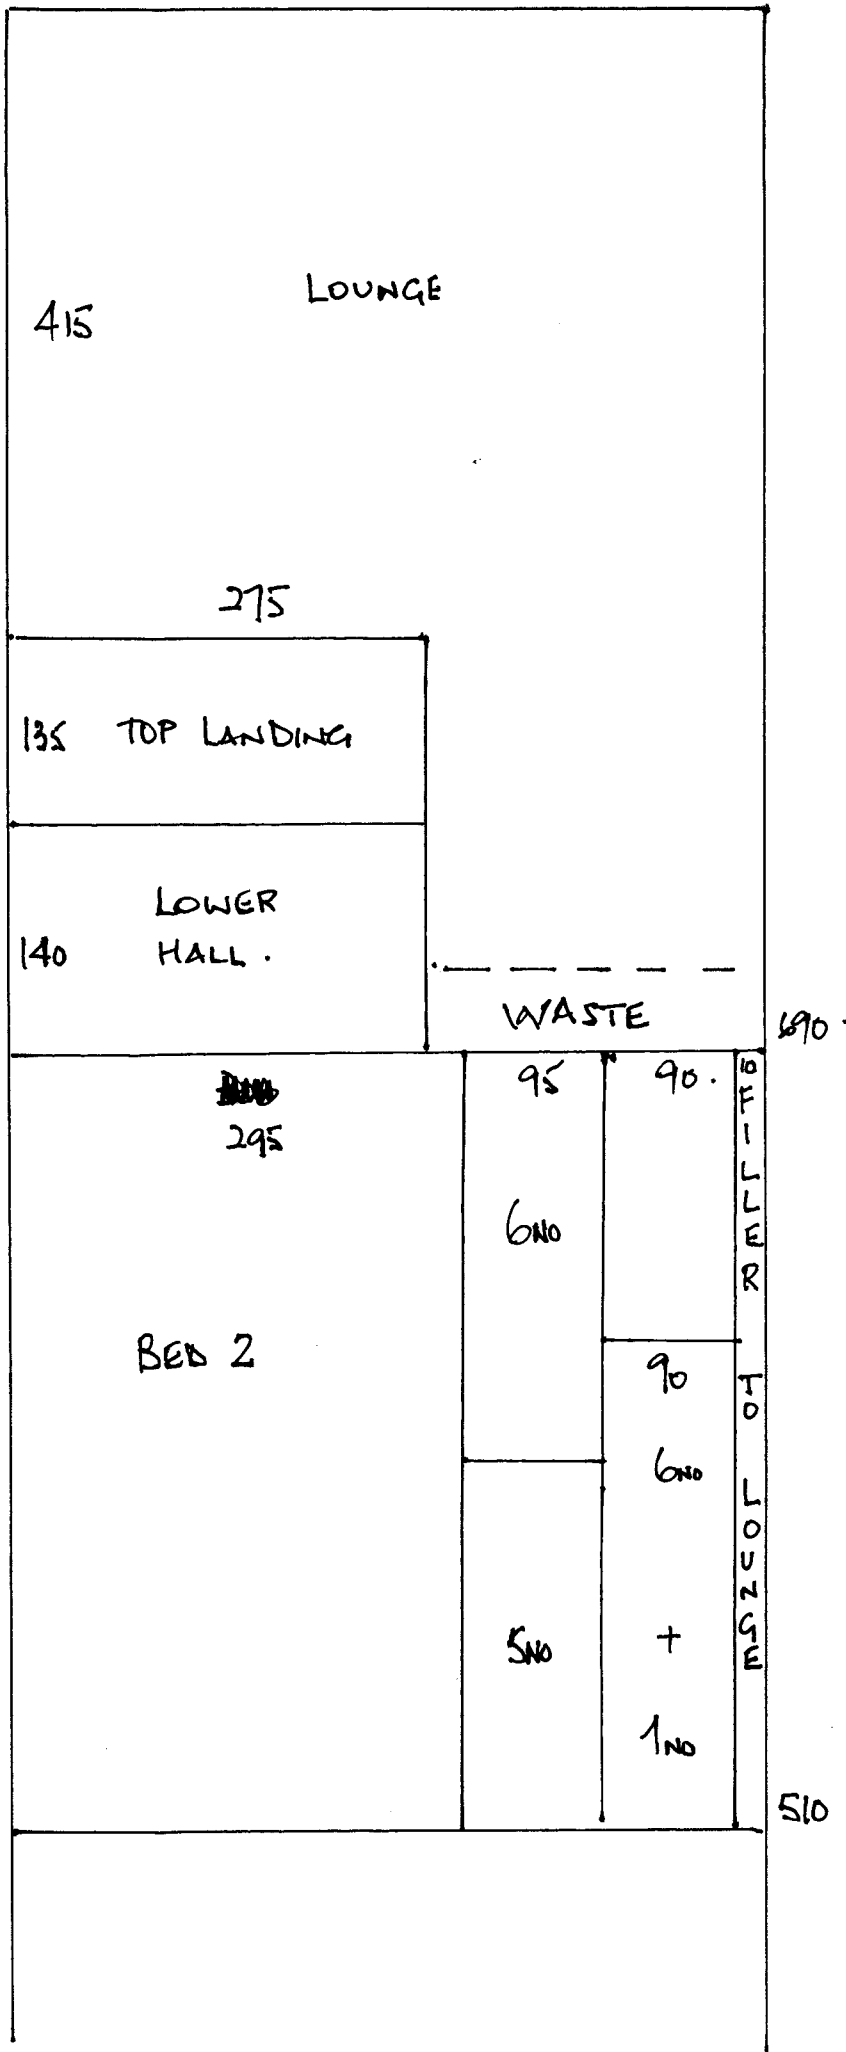 LOUNGE
415
275
135 TOP LANDING
LOWER
140 HALL.
WASTE
690
295
95
90.
10
FILLER TO LOUNGE
6NO
BED 2
90
6NO
+
1NO
5NO
510